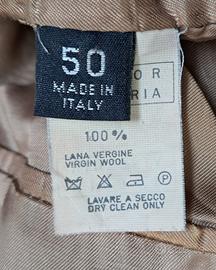 50
MADE IN
ITALY
OR
RIA
100%
LANA VERGINE
VIRGIN WOOL
P
LAVARE A SECCO
DRY CLEAN ONLY